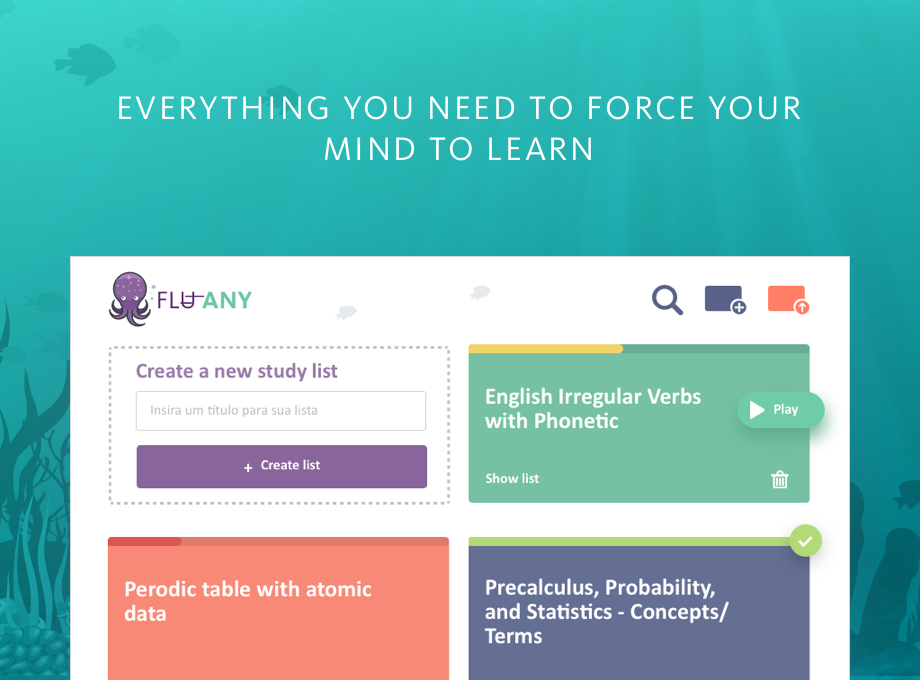 EVERYTHING YOU NEED TO FORCE YOUR
MIND TO LEARN
FLUANY
Create a new study list
Insira um título para sua lista
+ Create list
English Irregular Verbs
with Phonetic
Play
Show list
Perodic table with atomic
data
Precalculus, Probability,
and Statistics - Concepts/
Terms